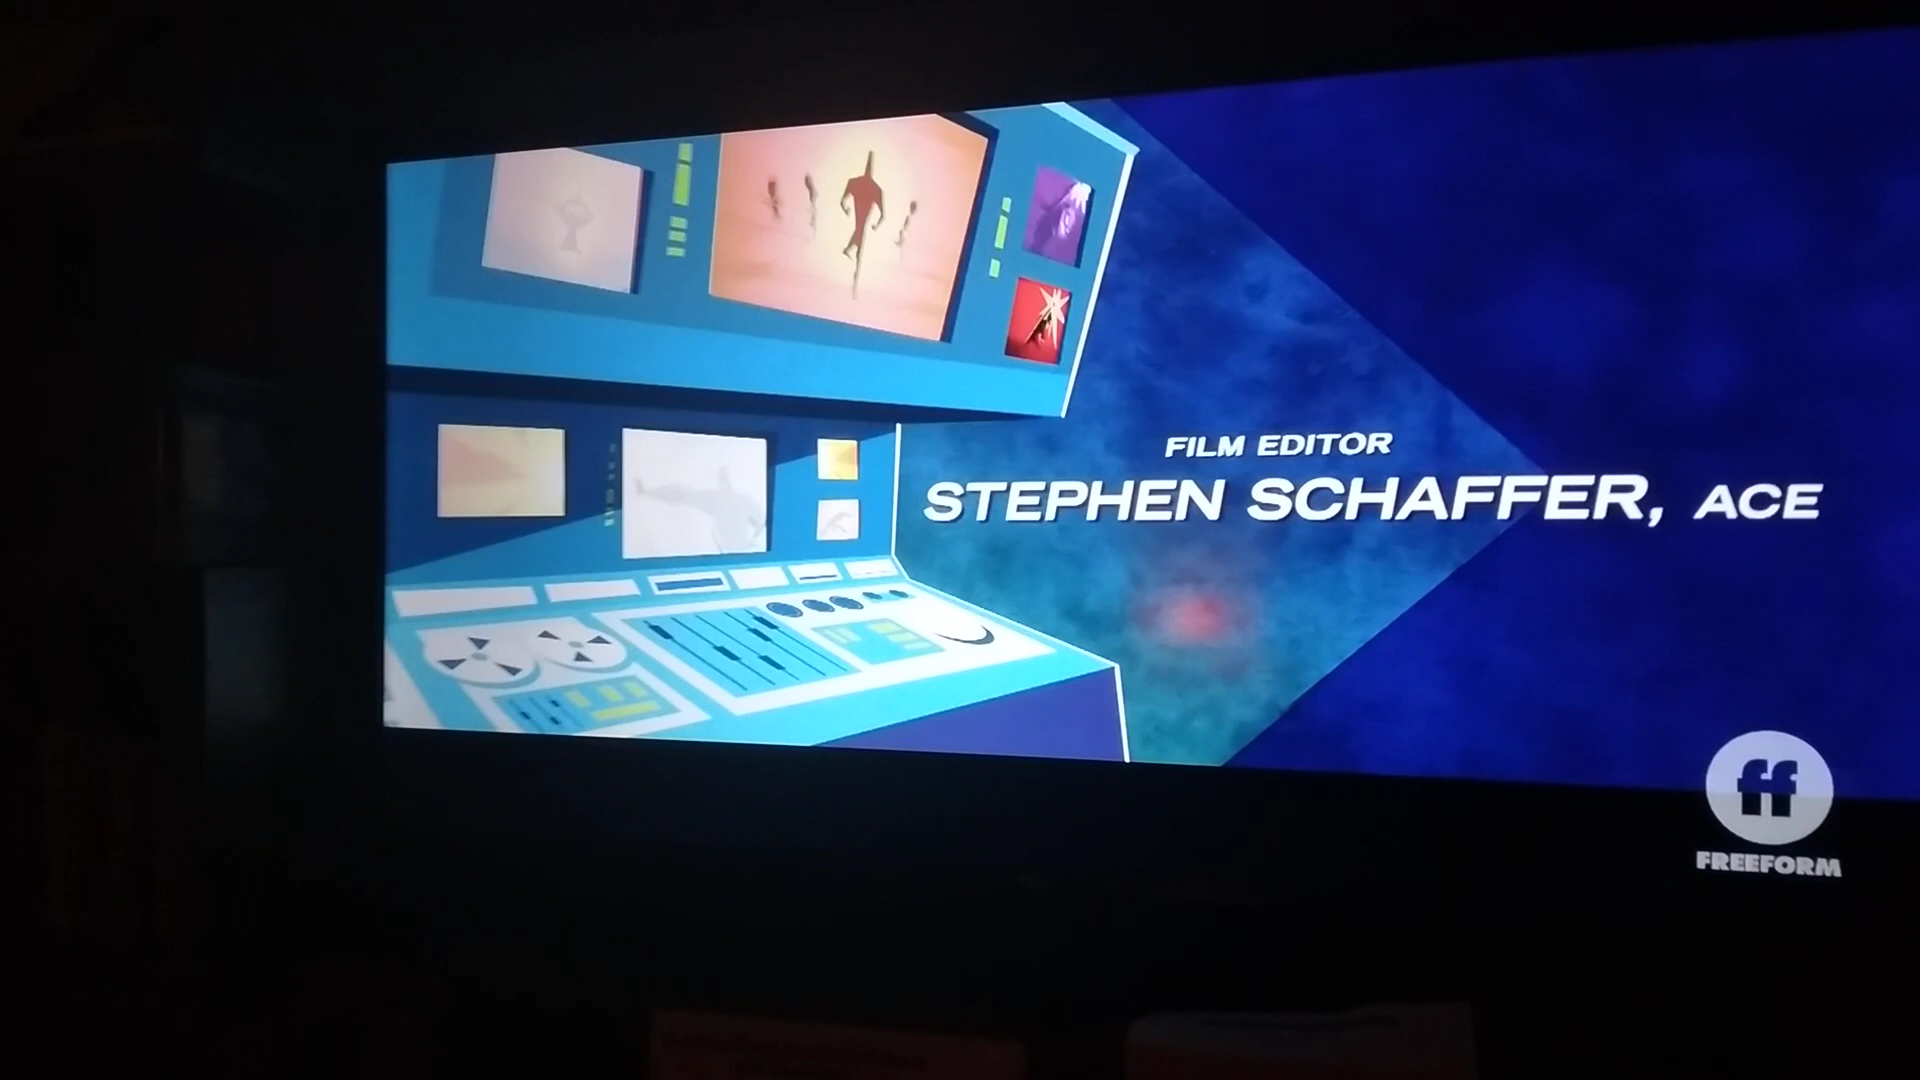 FILM EDITOR
STEPHEN SCHAFFER, ACE
ff
FREEFORM